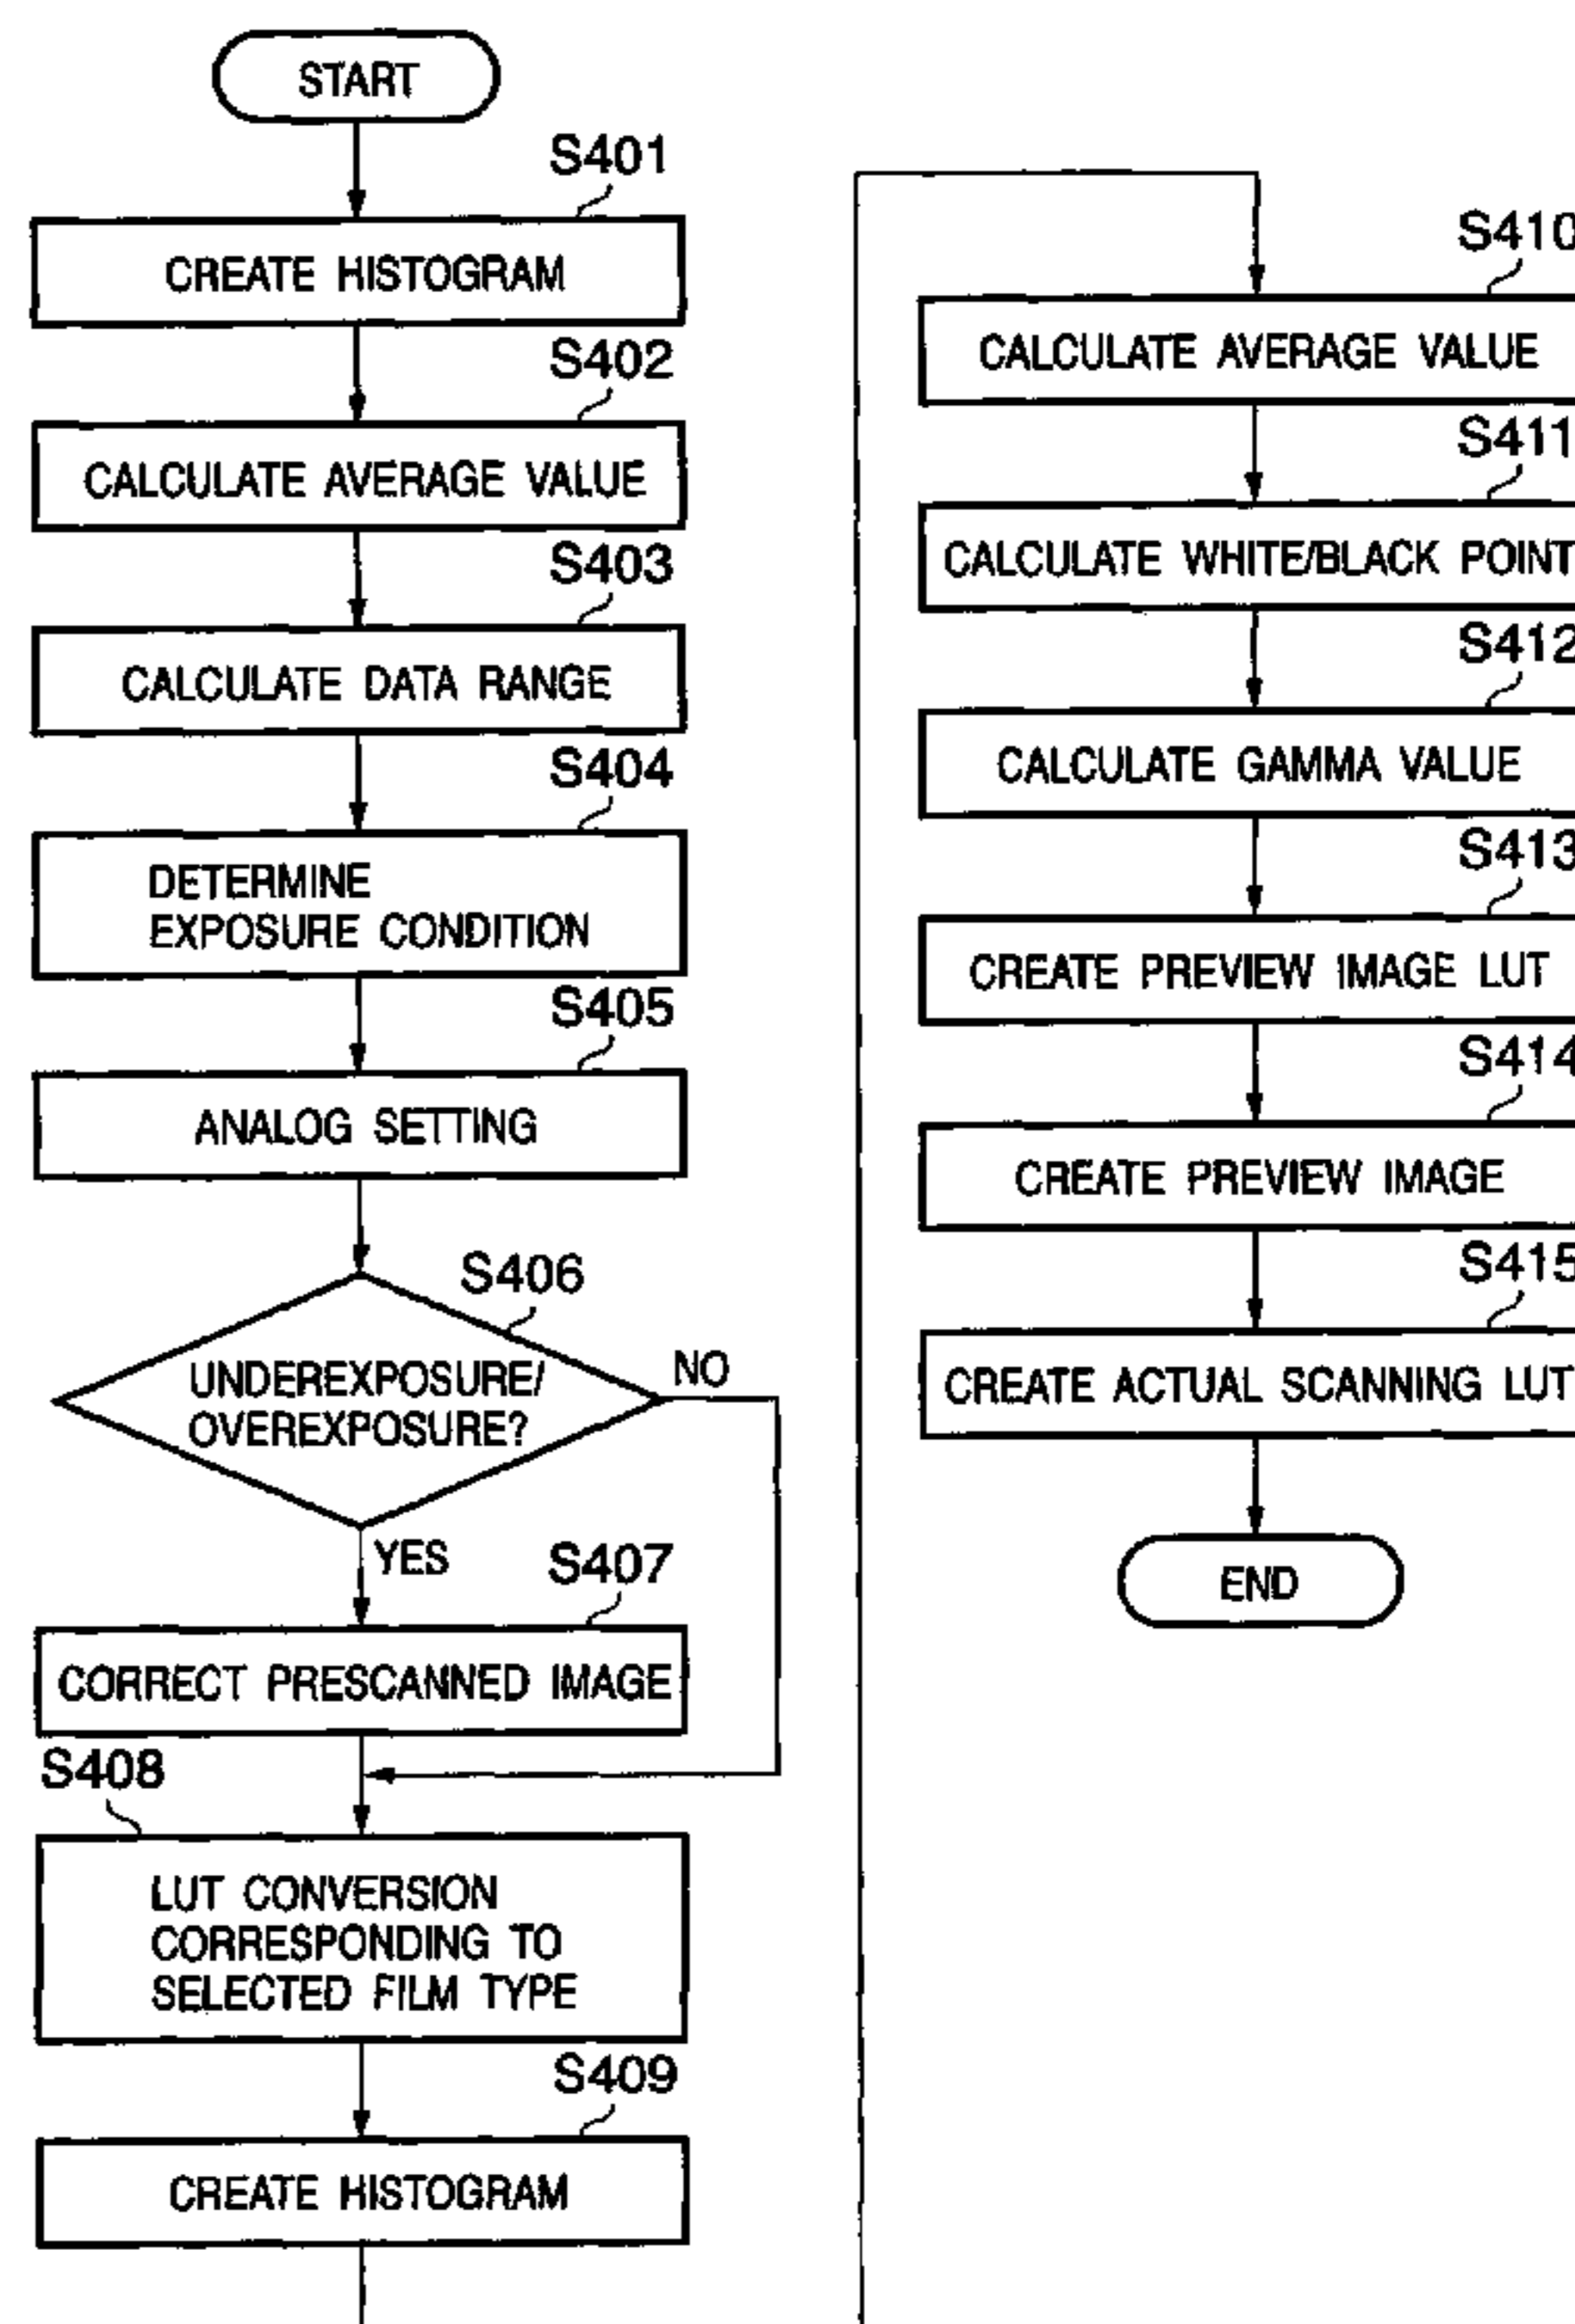 START
S401
CREATE HISTOGRAM
S402
CALCULATE AVERAGE VALUE
S403
CALCULATE DATA RANGE
S404
DETERMINE
EXPOSURE CONDITION
S405
ANALOG SETTING
S406
UNDEREXPOSURE/
OVEREXPOSURE?
NO
YES
S407
CORRECT PRESCANNED IMAGE
S408
LUT CONVERSION
CORRESPONDING TO
SELECTED FILM TYPE
S409
CREATE HISTOGRAM
S410
CALCULATE AVERAGE VALUE
S411
CALCULATE WHITE/BLACK POINT
S412
CALCULATE GAMMA VALUE
S413
CREATE PREVIEW IMAGE LUT
S414
CREATE PREVIEW IMAGE
S415
CREATE ACTUAL SCANNING LUT
END